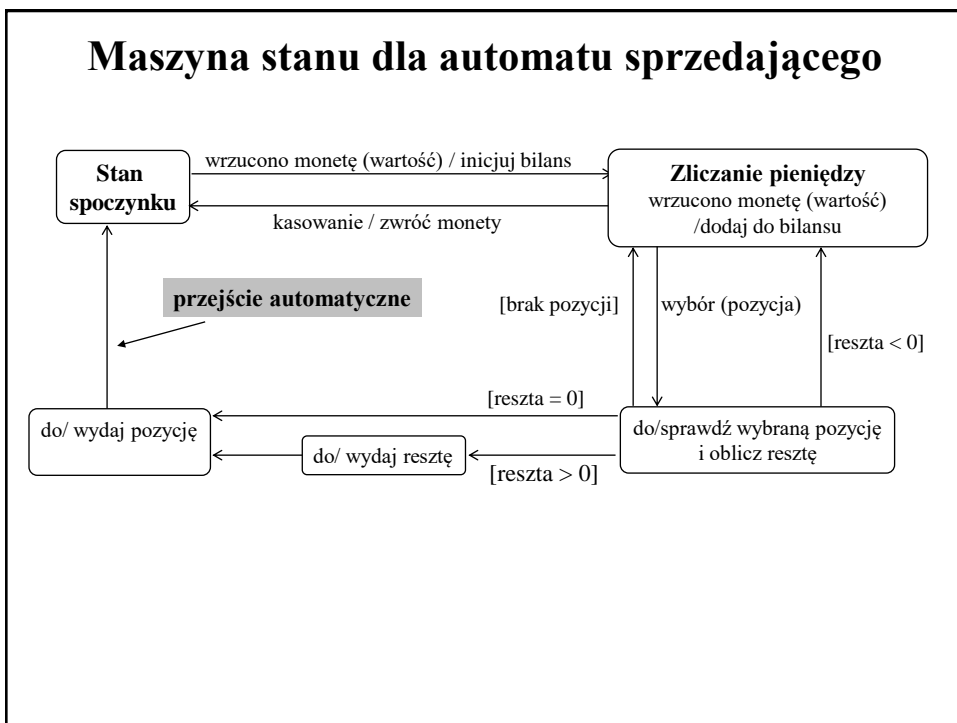 Maszyna stanu dla automatu sprzedającego
Stan
spoczynku
wrzucono monetę (wartość) / inicjuj bilans
kasowanie / zwróć monety
Zliczanie pieniędzy
wrzucono monetę (wartość)
/dodaj do bilansu
przejście automatyczne
[brak pozycji]
wybór (pozycja)
[reszta < 0]
[reszta = 0]
do/ wydaj pozycję
do/ wydaj resztę
[reszta > 0]
do/sprawdź wybraną pozycję
i oblicz resztę